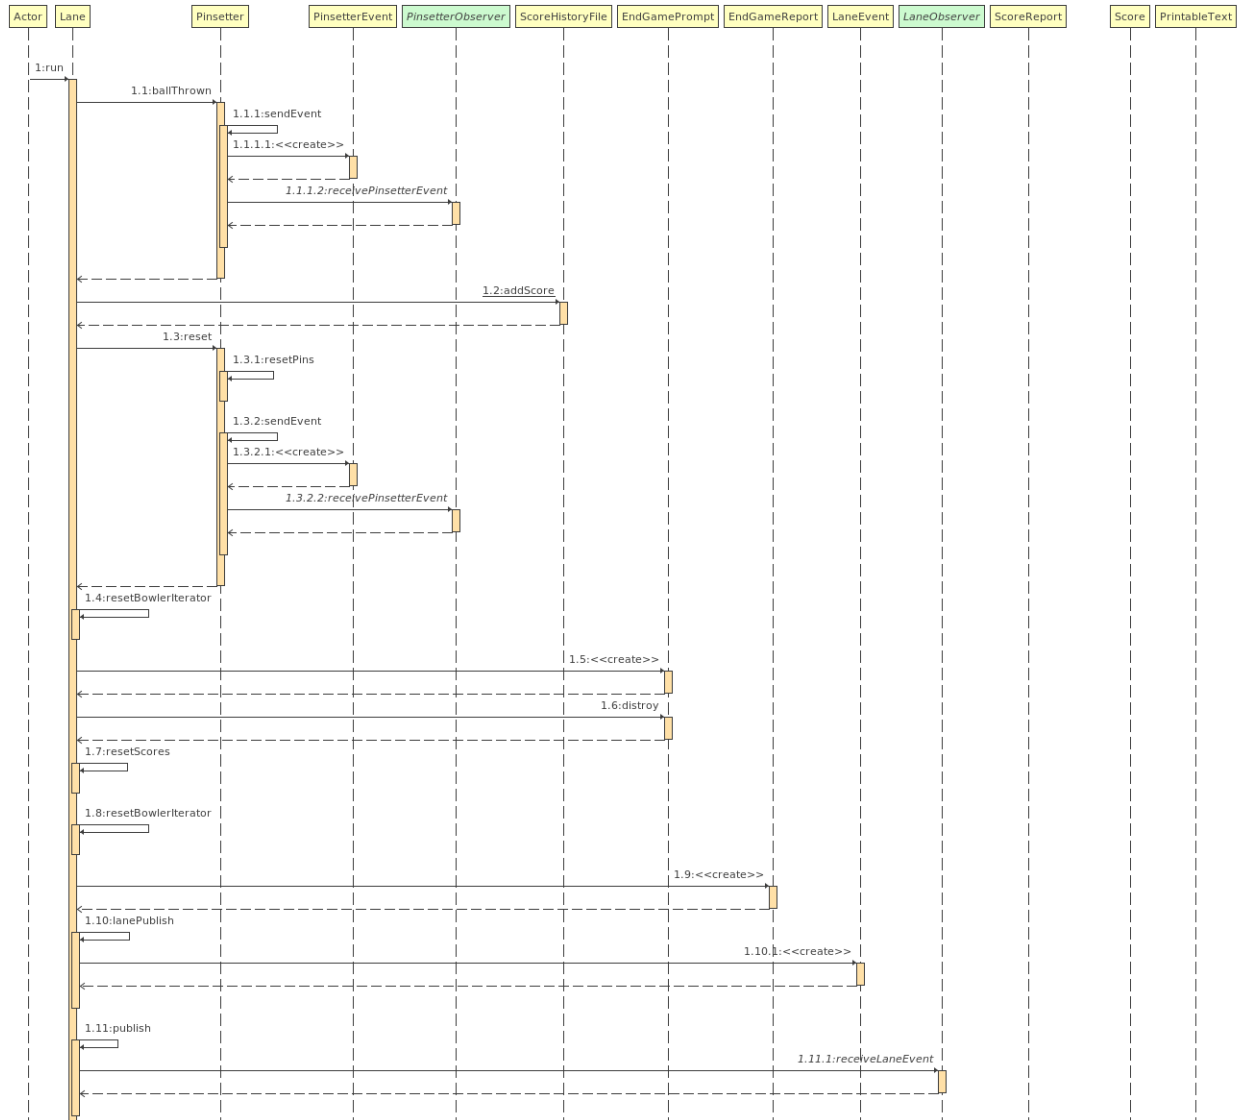 Actor Lane Pinsetter PinsetterEvent PinsetterObserver ScoreHistoryFile EndGamePrompt EndGameReport LaneEvent LaneObserver ScoreReport Score PrintableText
1:run
1.1:ballThrown
1.1.1:sendEvent
1.1.1.1:<<create>>
1.1.1.2:receivePinsetterEvent
1.2:addScore
1.3:reset
1.3.1:resetPins
1.3.2:sendEvent
1.3.2.1:<<create>>
1.3.2.2:receivePinsetterEvent
1.4:resetBowlerIterator
1.5:<<create>>
1.6:distroy
1.7:resetScores
1.8:resetBowlerIterator
1.9:<<create>>
1.10:lanePublish
1.10.1:<<create>>
1.11:publish
1.11.1:receiveLaneEvent